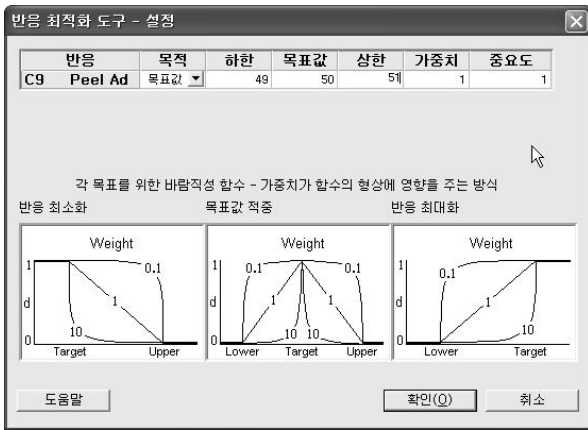 반응 최적화 도구 - 설정
반응 목적 하한 목표값 상한 가중치 중요도
C9 Peel Ad 목표값 49 50 51 1 1
각 목표를 위한 바람직성 함수 - 가중치가 함수의 형상에 영향을 주는 방식
반응 최소화 목표값 적중 반응 최대화
Weight Weight Weight
1 0.1 1 0.1 0.1 1 0.1
d 1 d 1 1 d 1
0 10 0 10 10 0 10
Target Upper Lower Target Upper Lower Target
도움말 확인(O) 취소